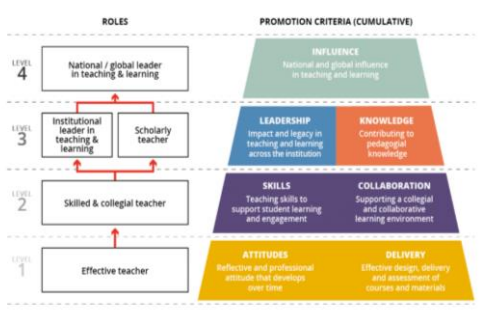 ROLES
PROMOTION CRITERIA (CUMULATIVE)
LEVEL
4
National / global leader
in teaching & learning
INFLUENCE
National and global influence
in teaching and learning
LEVEL
3
Institutional
leader in
teaching &
learning
Scholarly
teacher
LEADERSHIP
Impact and legacy in
teaching and learning
across the institution
KNOWLEDGE
Contributing to
pedagogial
knowledge
LEVEL
2
Skilled & collegial teacher
SKILLS
Teaching skills to
support student learning
and engagement
COLLABORATION
Supporting a collegial
and collaborative
learning environment
LEVEL
1
Effective teacher
ATTITUDES
Reflective and professional
attitude that develops
over time
DELIVERY
Effective design, delivery
and assessment of
courses and materials